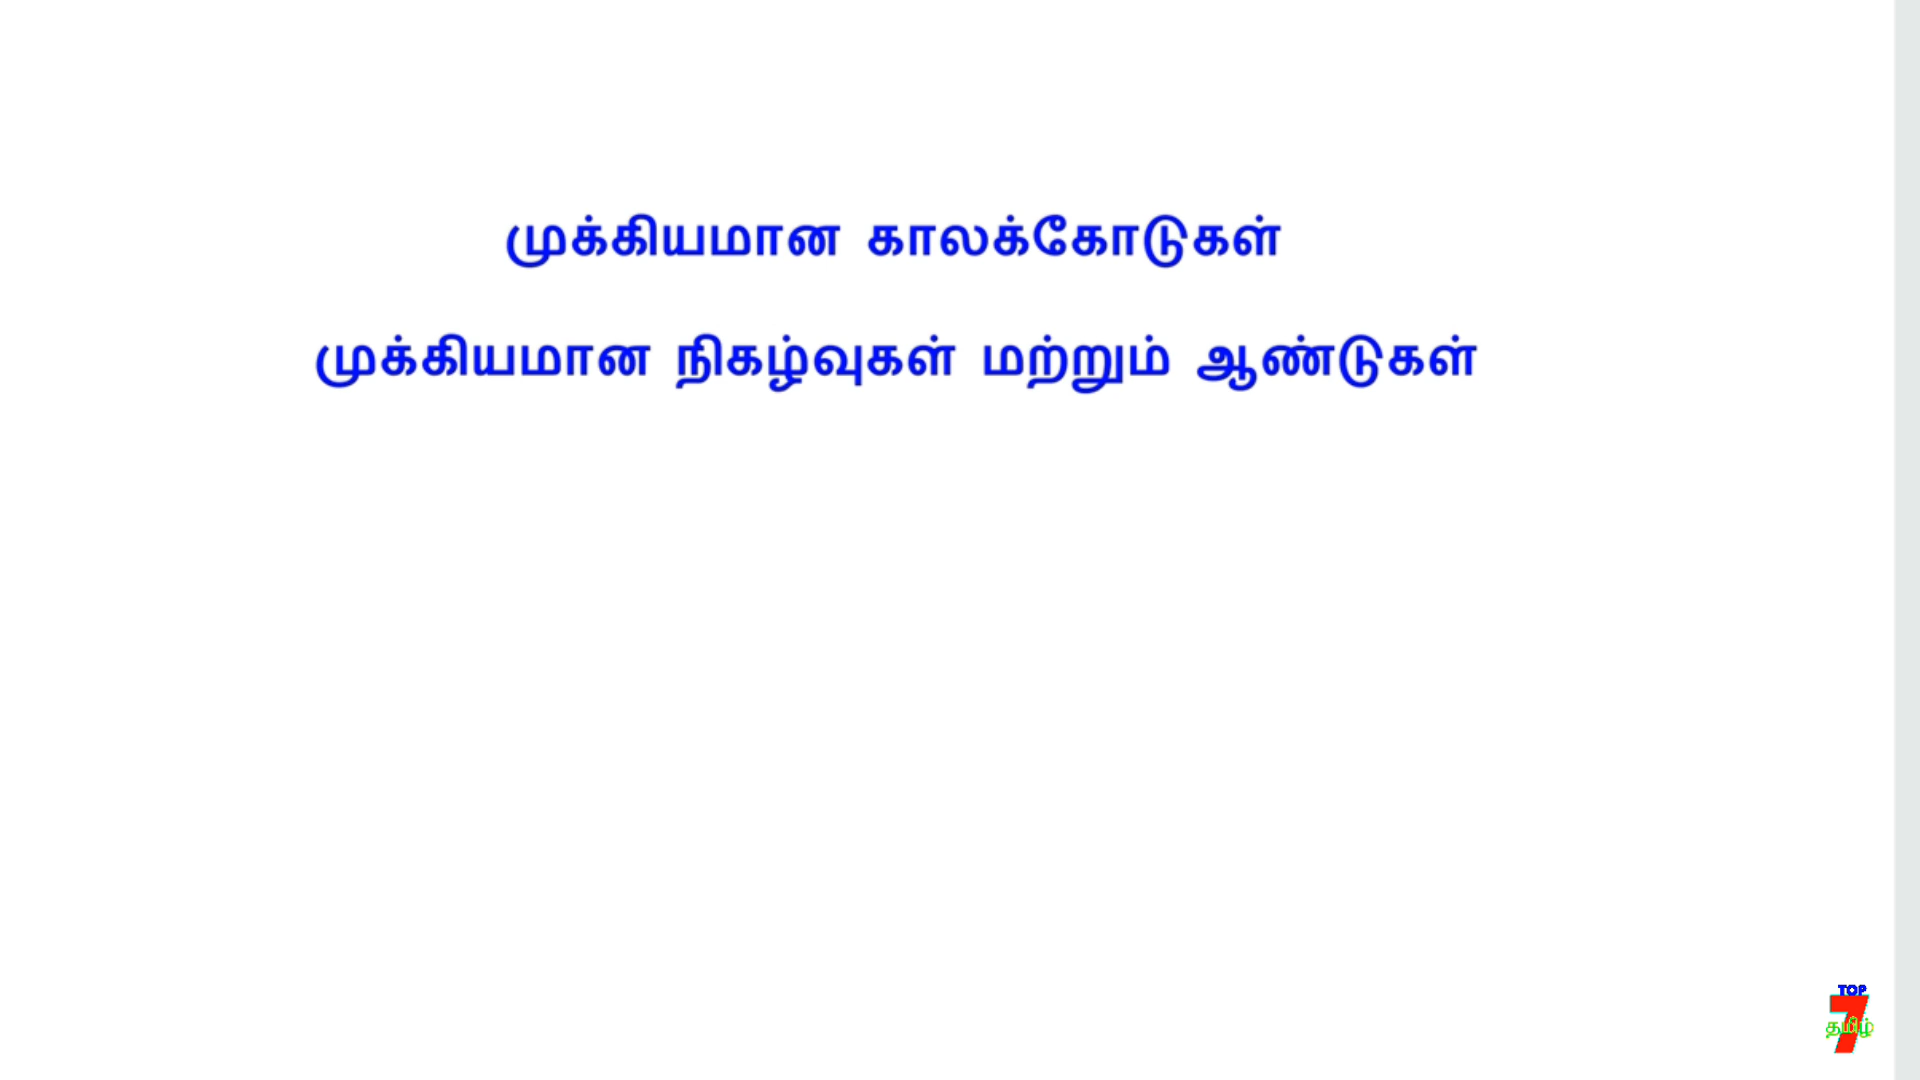 முக்கியமான காலக்கோடுகள்
முக்கியமான நிகழ்வுகள் மற்றும் ஆண்டுகள்
TOP
7
தமிழ்